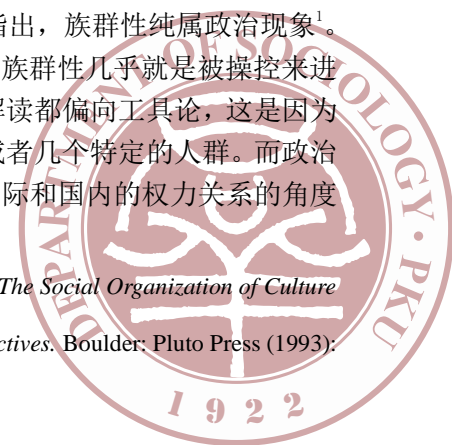 指出，族群性纯属政治现象¹。
族群性几乎就是被操控来进
解读都偏向工具论，这是因为
或者几个特定的人群。而政治
际和国内的权力关系的角度
The Social Organization of Culture
ctives. Boulder: Pluto Press (1993):
DEPARTMENT OF SOCIOLOGY · PKU
1922